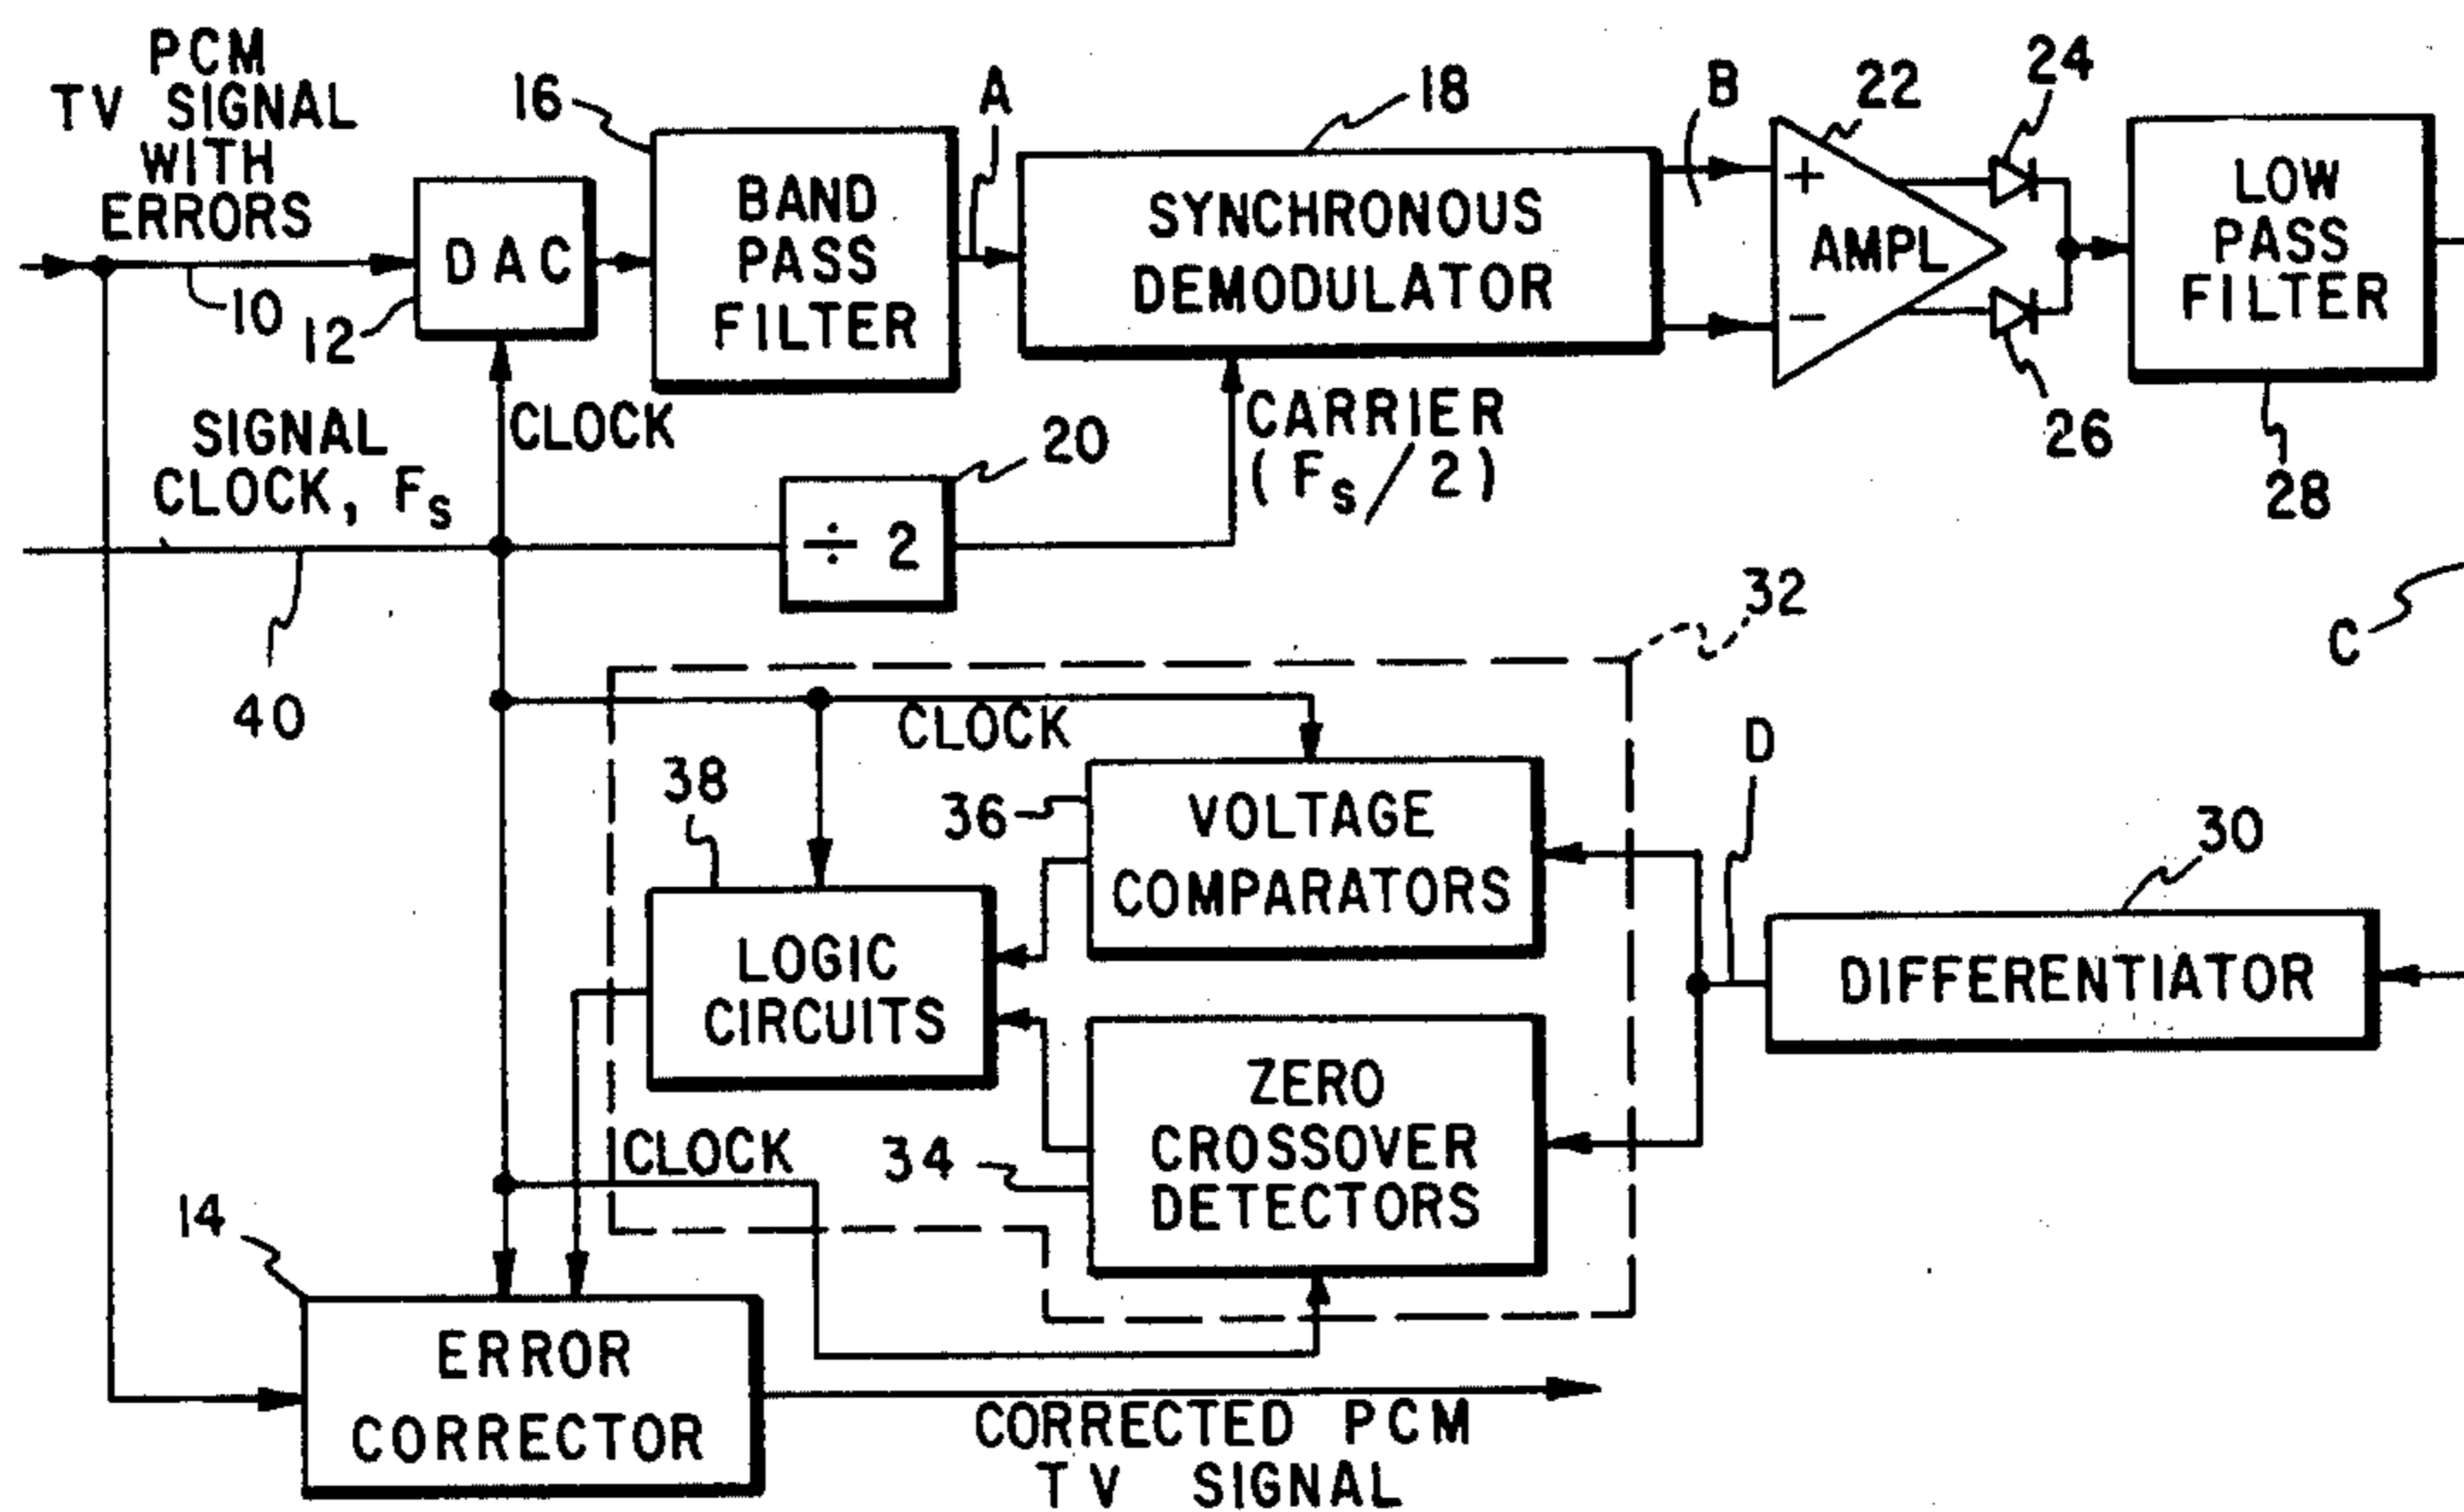 PCM
TV SIGNAL
WITH
ERRORS
10
12
DAC
16
BAND
PASS
FILTER
A
18
SYNCHRONOUS
DEMODULATOR
B
22
+
AMPL
−
24
26
LOW
PASS
FILTER
28
SIGNAL
CLOCK, FS
CLOCK
40
20
÷ 2
CARRIER
(FS/2)
32
C
CLOCK
38
LOGIC
CIRCUITS
36
VOLTAGE
COMPARATORS
D
30
DIFFERENTIATOR
34
ZERO
CROSSOVER
DETECTORS
CLOCK
14
ERROR
CORRECTOR
CORRECTED PCM
TV SIGNAL